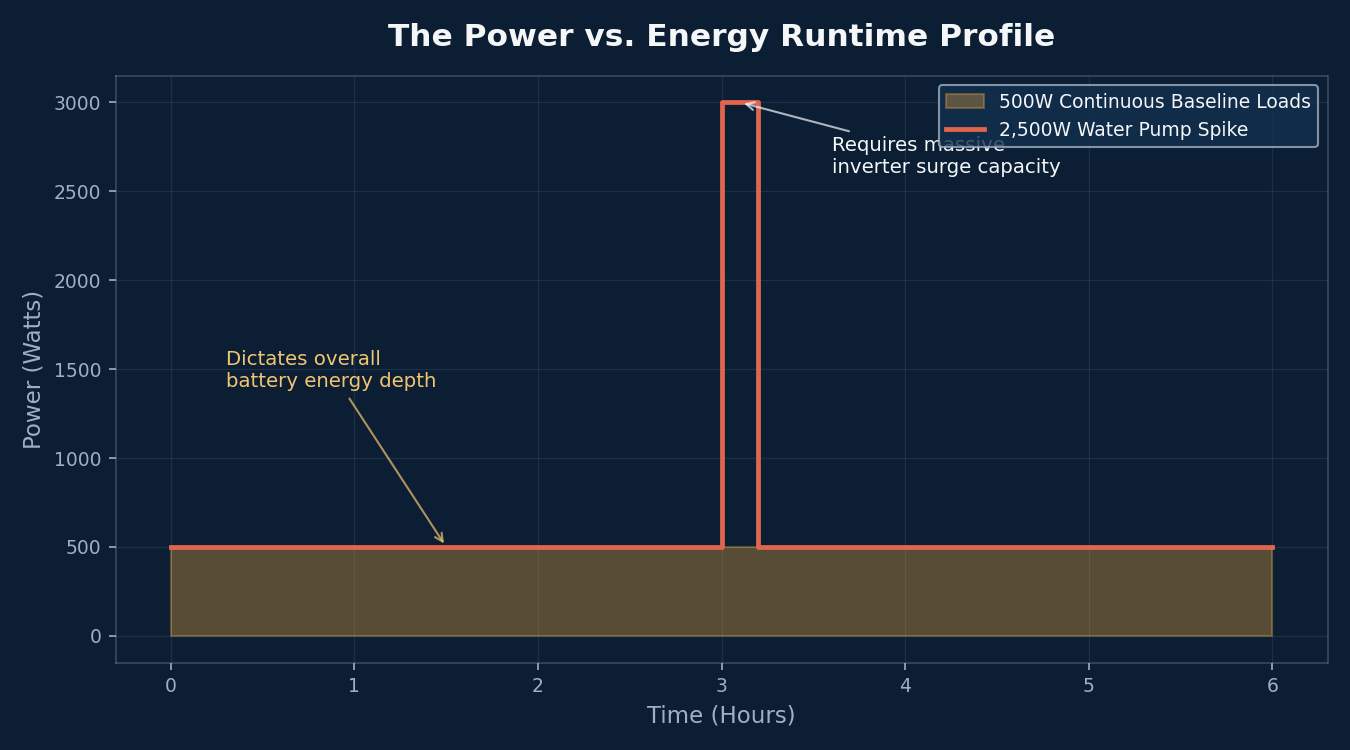 The Power vs. Energy Runtime Profile
3000
2500
2000
1500
1000
500
0
Power (Watts)
500W Continuous Baseline Loads
2,500W Water Pump Spike
Requires massive
inverter surge capacity
Dictates overall
battery energy depth
0 1 2 3 4 5 6
Time (Hours)